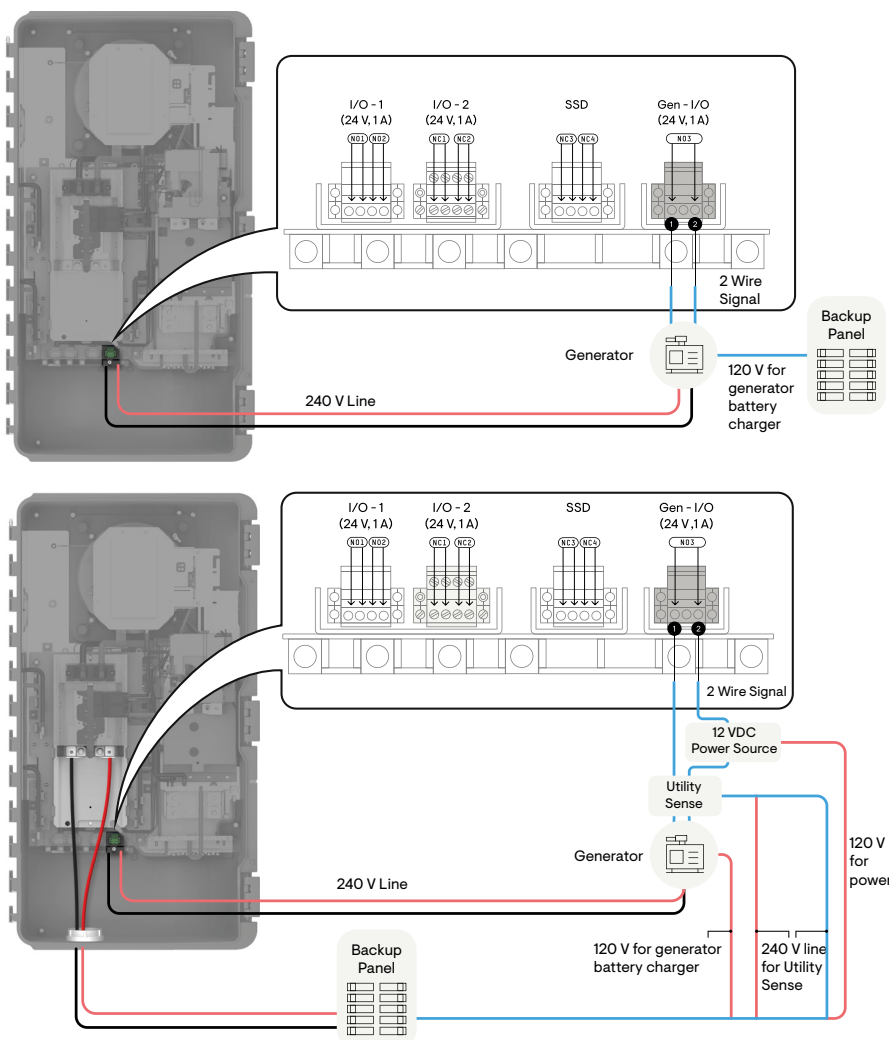 I/O - 1
(24 V, 1 A)
I/O - 2
(24 V, 1 A)
SSD
Gen - I/O
(24 V, 1 A)
NO1 NO2
NC1 NC2
NC3 NC4
NO3
1 2
2 Wire
Signal
Generator
Backup
Panel
120 V for
generator
battery
charger
240 V Line
I/O - 1
(24 V, 1 A)
I/O - 2
(24 V, 1 A)
SSD
Gen - I/O
(24 V ,1 A)
NO1 NO2
NC1 NC2
NC3 NC4
NO3
1 2
2 Wire Signal
12 VDC
Power Source
Utility
Sense
Generator
120 V
for
power
240 V Line
120 V for generator
battery charger
240 V line
for Utility
Sense
Backup
Panel